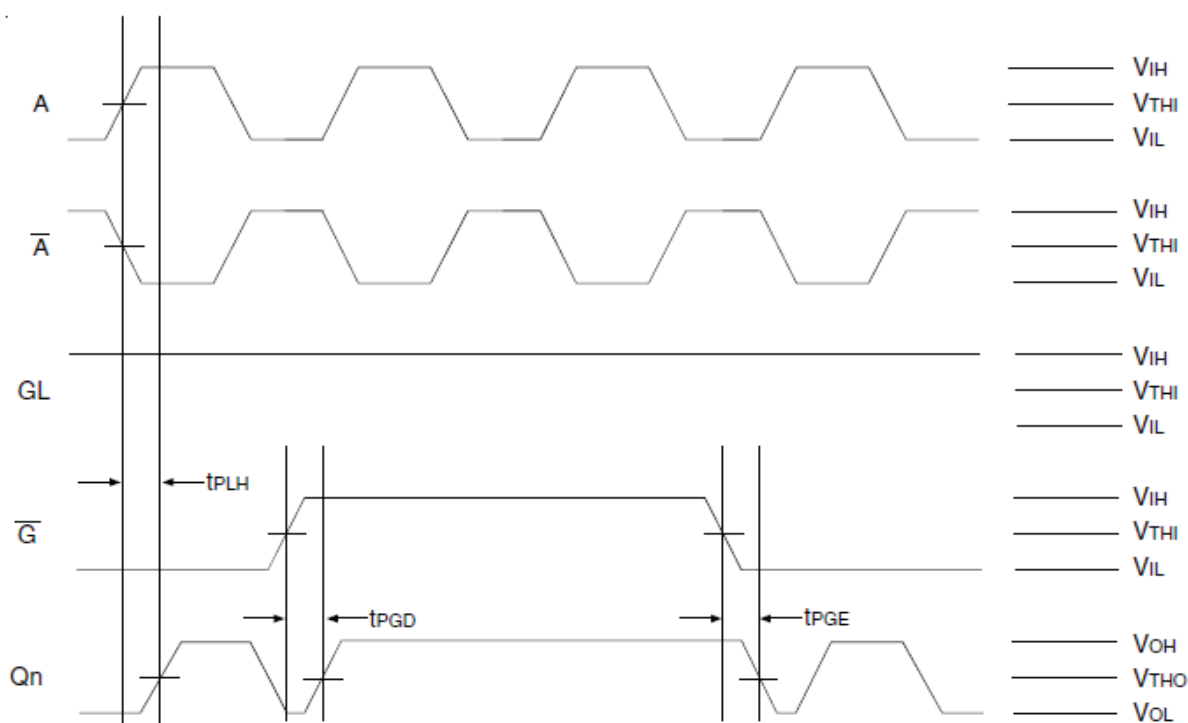 A
VIH
VTHI
VIL
A̅
VIH
VTHI
VIL
GL
VIH
VTHI
VIL
tPLH
G̅
VIH
VTHI
VIL
tPGD
tPGE
Qn
VOH
VTHO
VOL